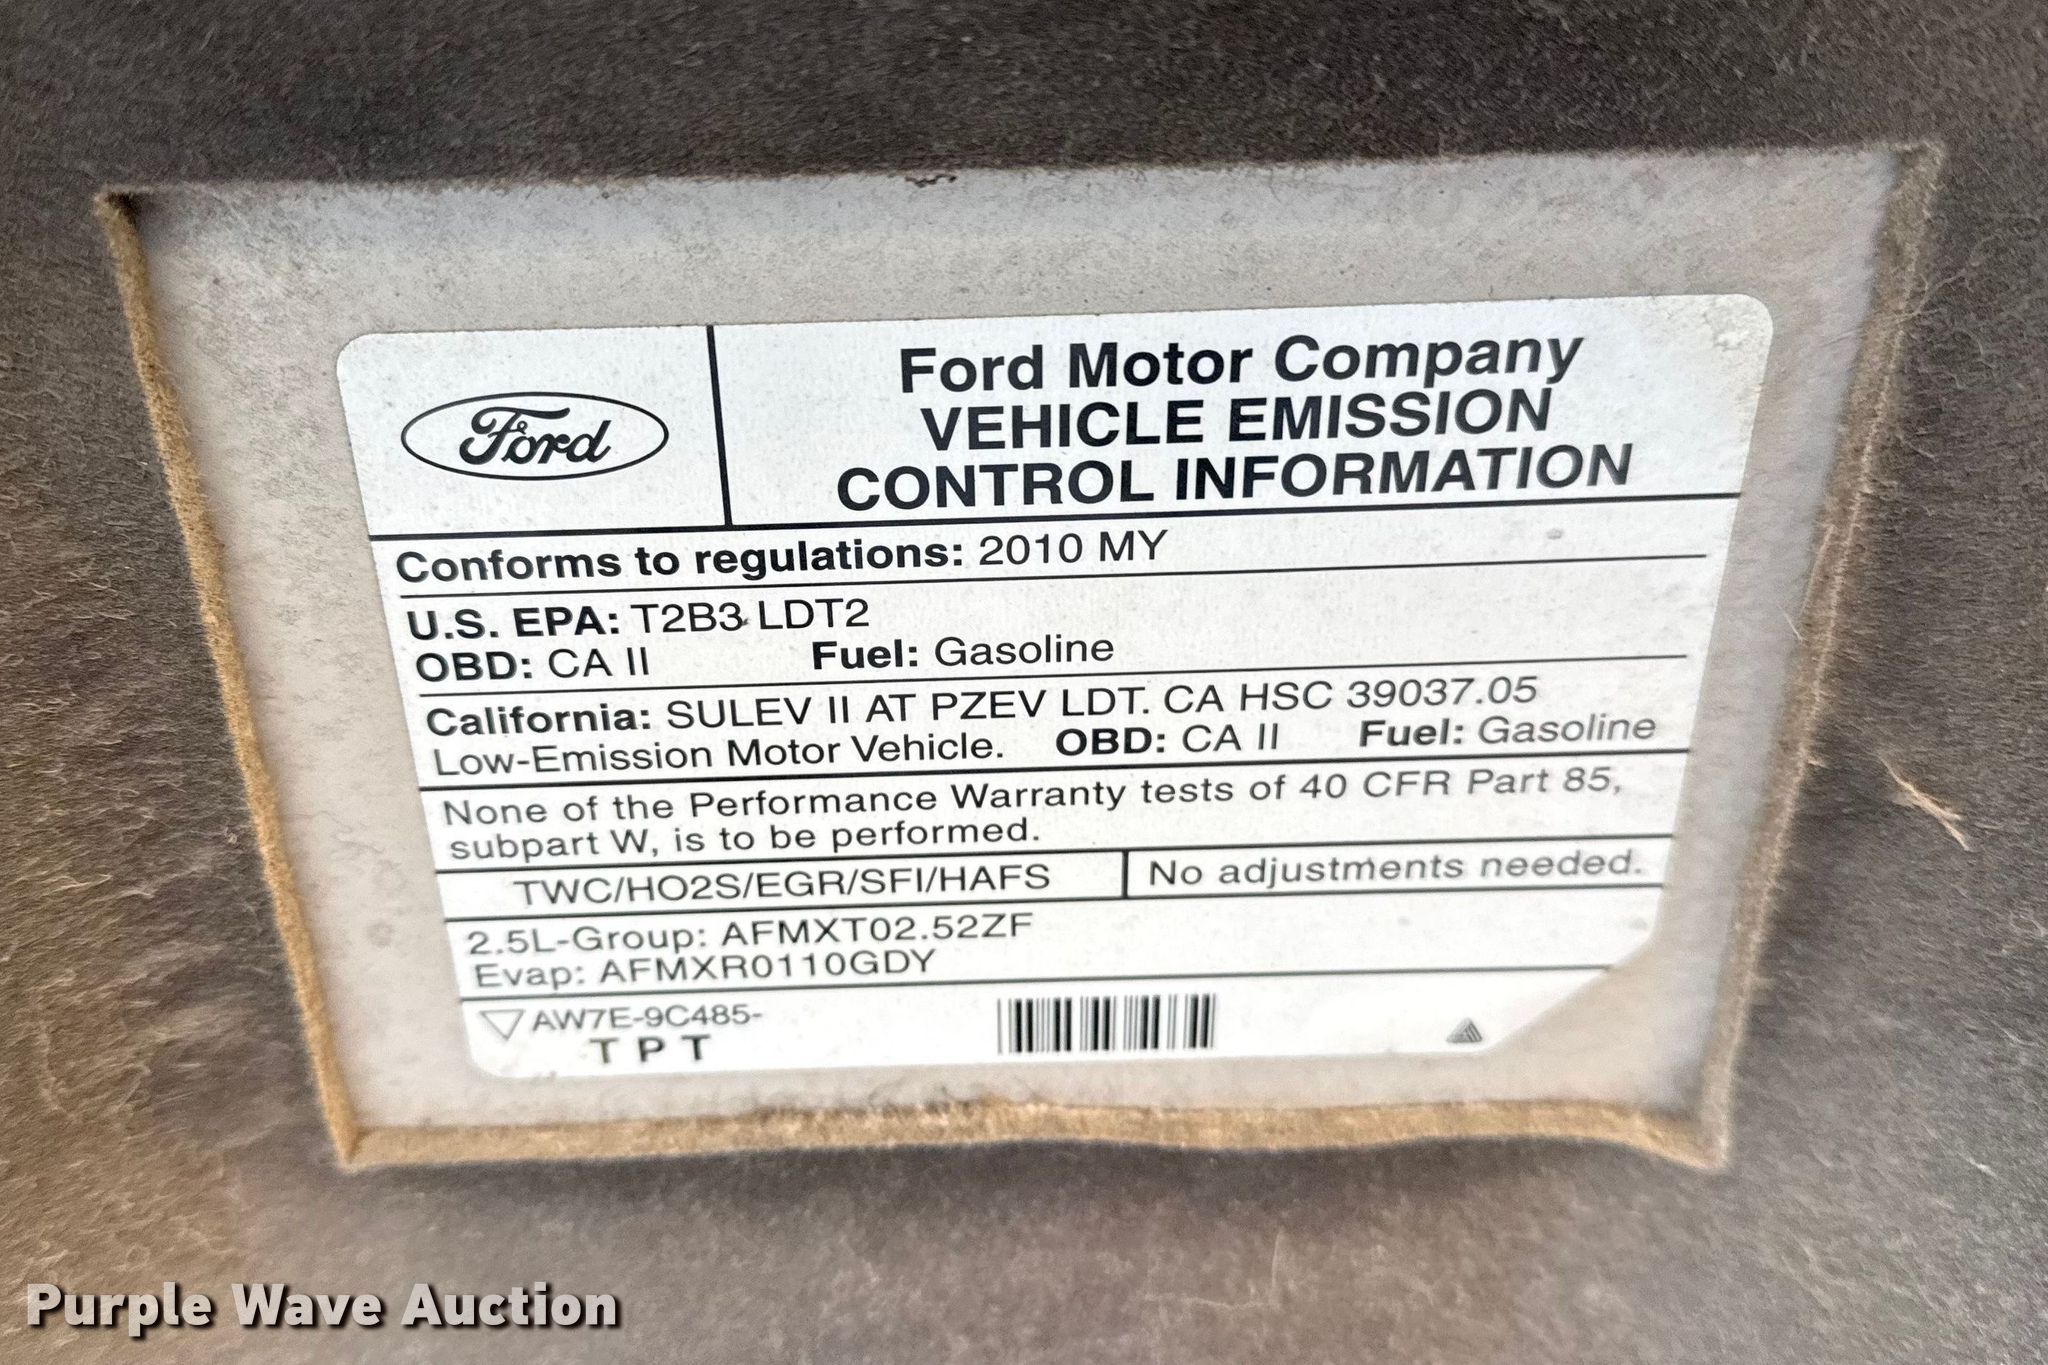 Ford
Ford Motor Company
VEHICLE EMISSION
CONTROL INFORMATION
Conforms to regulations: 2010 MY
U.S. EPA: T2B3 LDT2
OBD: CA II Fuel: Gasoline
California: SULEV II AT PZEV LDT. CA HSC 39037.05
Low-Emission Motor Vehicle. OBD: CA II Fuel: Gasoline
None of the Performance Warranty tests of 40 CFR Part 85,
subpart W, is to be performed.
TWC/HO2S/EGR/SFI/HAFS No adjustments needed.
2.5L-Group: AFMXT02.52ZF
Evap: AFMXR0110GDY
AW7E-9C485-
T P T
Purple Wave Auction